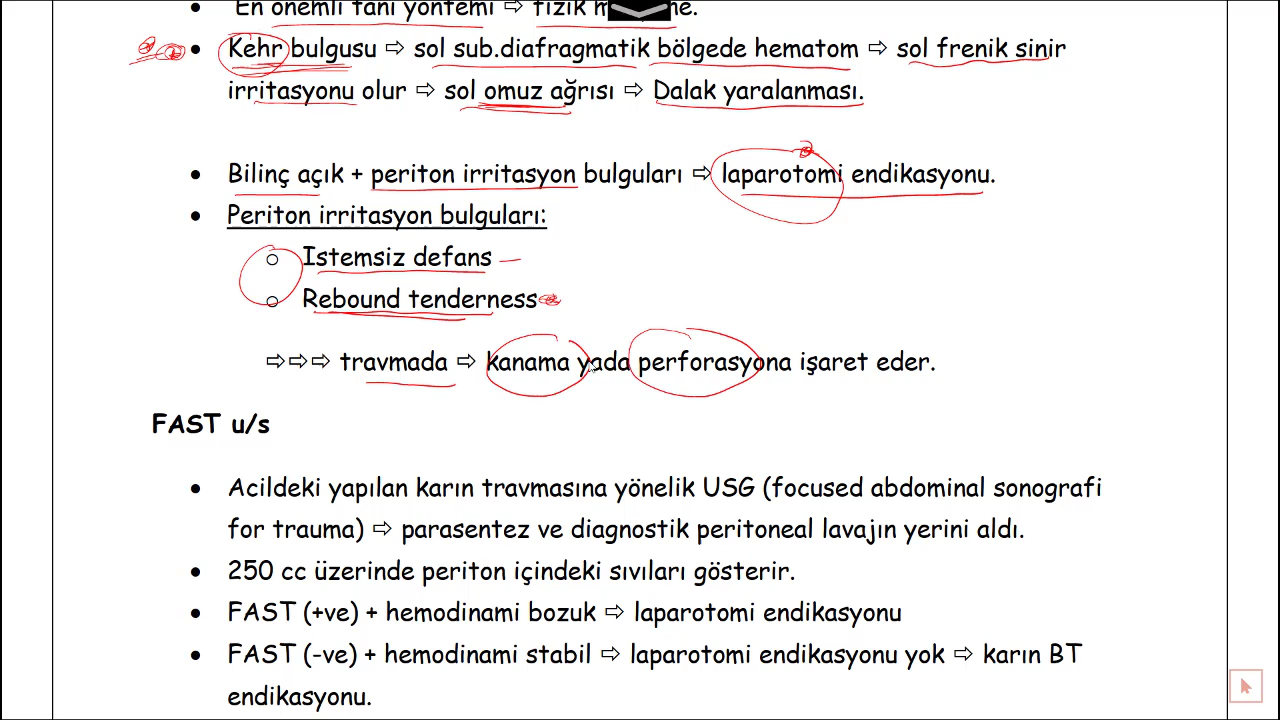 • En önemli tanı yöntemi ⇨ fizik
• Kehr bulgusu ⇨ sol sub.diafragmatik bölgede hematom ⇨ sol frenik sinir
irritasyonu olur ⇨ sol omuz ağrısı ⇨ Dalak yaralanması.
• Bilinç açık + periton irritasyon bulguları ⇨ laparotomi endikasyonu.
• Periton irritasyon bulguları:
o Istemsiz defans
o Rebound tenderness
⇨⇨⇨ travmada ⇨ kanama yada perforasyona işaret eder.
FAST u/s
• Acildeki yapılan karın travmasına yönelik USG (focused abdominal sonografi
for trauma) ⇨ parasentez ve diagnostik peritoneal lavajın yerini aldı.
• 250 cc üzerinde periton içindeki sıvıları gösterir.
• FAST (+ve) + hemodinami bozuk ⇨ laparotomi endikasyonu
• FAST (-ve) + hemodinami stabil ⇨ laparotomi endikasyonu yok ⇨ karın BT
endikasyonu.